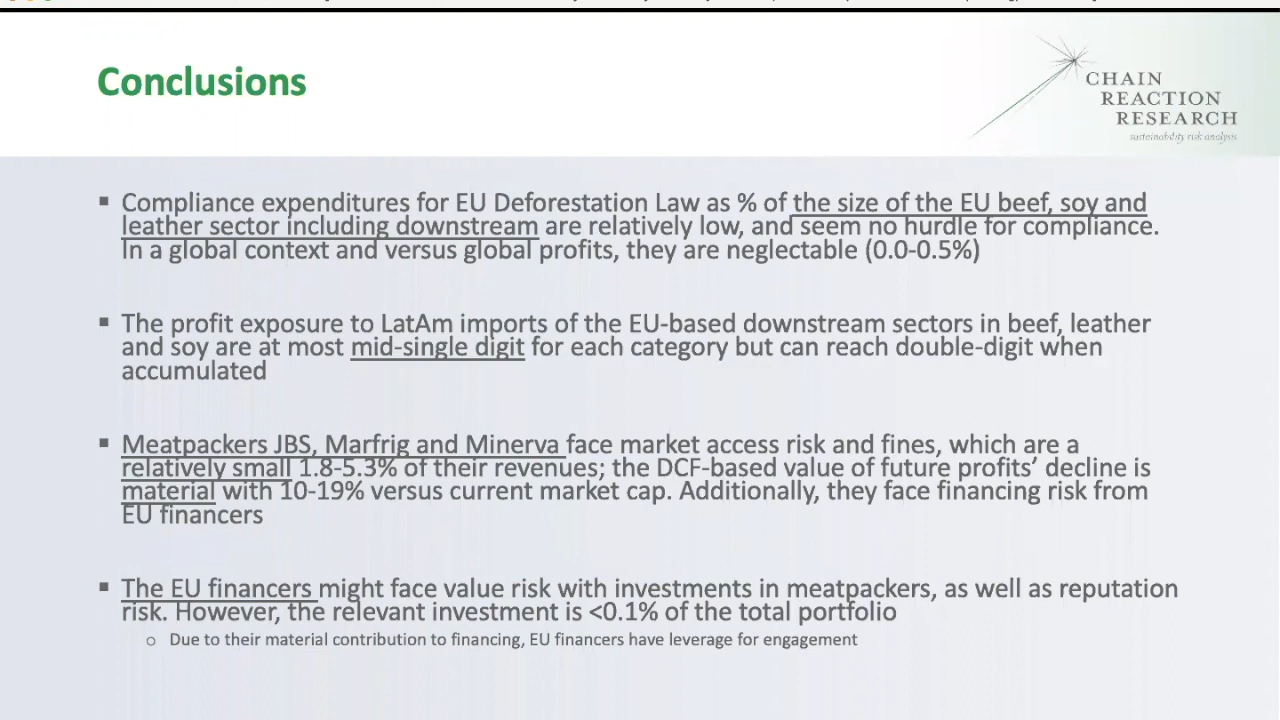 Conclusions
CHAIN
REACTION
RESEARCH
sustainability risk analysis
▪ Compliance expenditures for EU Deforestation Law as % of the size of the EU beef, soy and
leather sector including downstream are relatively low, and seem no hurdle for compliance.
In a global context and versus global profits, they are neglectable (0.0-0.5%)
▪ The profit exposure to LatAm imports of the EU-based downstream sectors in beef, leather
and soy are at most mid-single digit for each category but can reach double-digit when
accumulated
▪ Meatpackers JBS, Marfrig and Minerva face market access risk and fines, which are a
relatively small 1.8-5.3% of their revenues; the DCF-based value of future profits’ decline is
material with 10-19% versus current market cap. Additionally, they face financing risk from
EU financers
▪ The EU financers might face value risk with investments in meatpackers, as well as reputation
risk. However, the relevant investment is <0.1% of the total portfolio
o Due to their material contribution to financing, EU financers have leverage for engagement